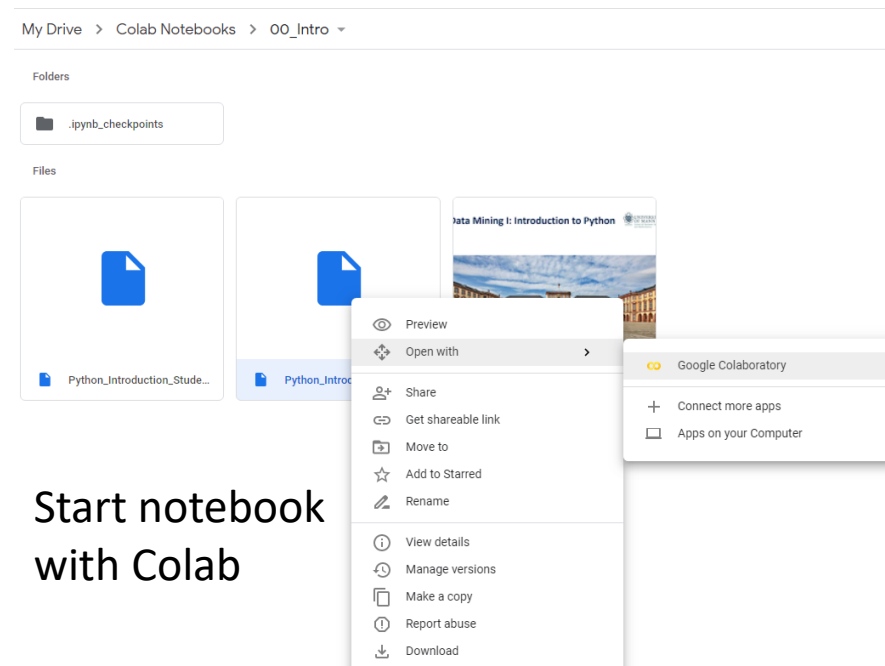 My Drive > Colab Notebooks > 00_Intro
Folders
.ipynb_checkpoints
Files
Data Mining I: Introduction to Python
Python_Introduction_Stude...
Python_Introc
Preview
Open with
Google Colaboratory
Connect more apps
Apps on your Computer
Share
Get shareable link
Move to
Add to Starred
Rename
View details
Manage versions
Make a copy
Report abuse
Download
Start notebook
with Colab